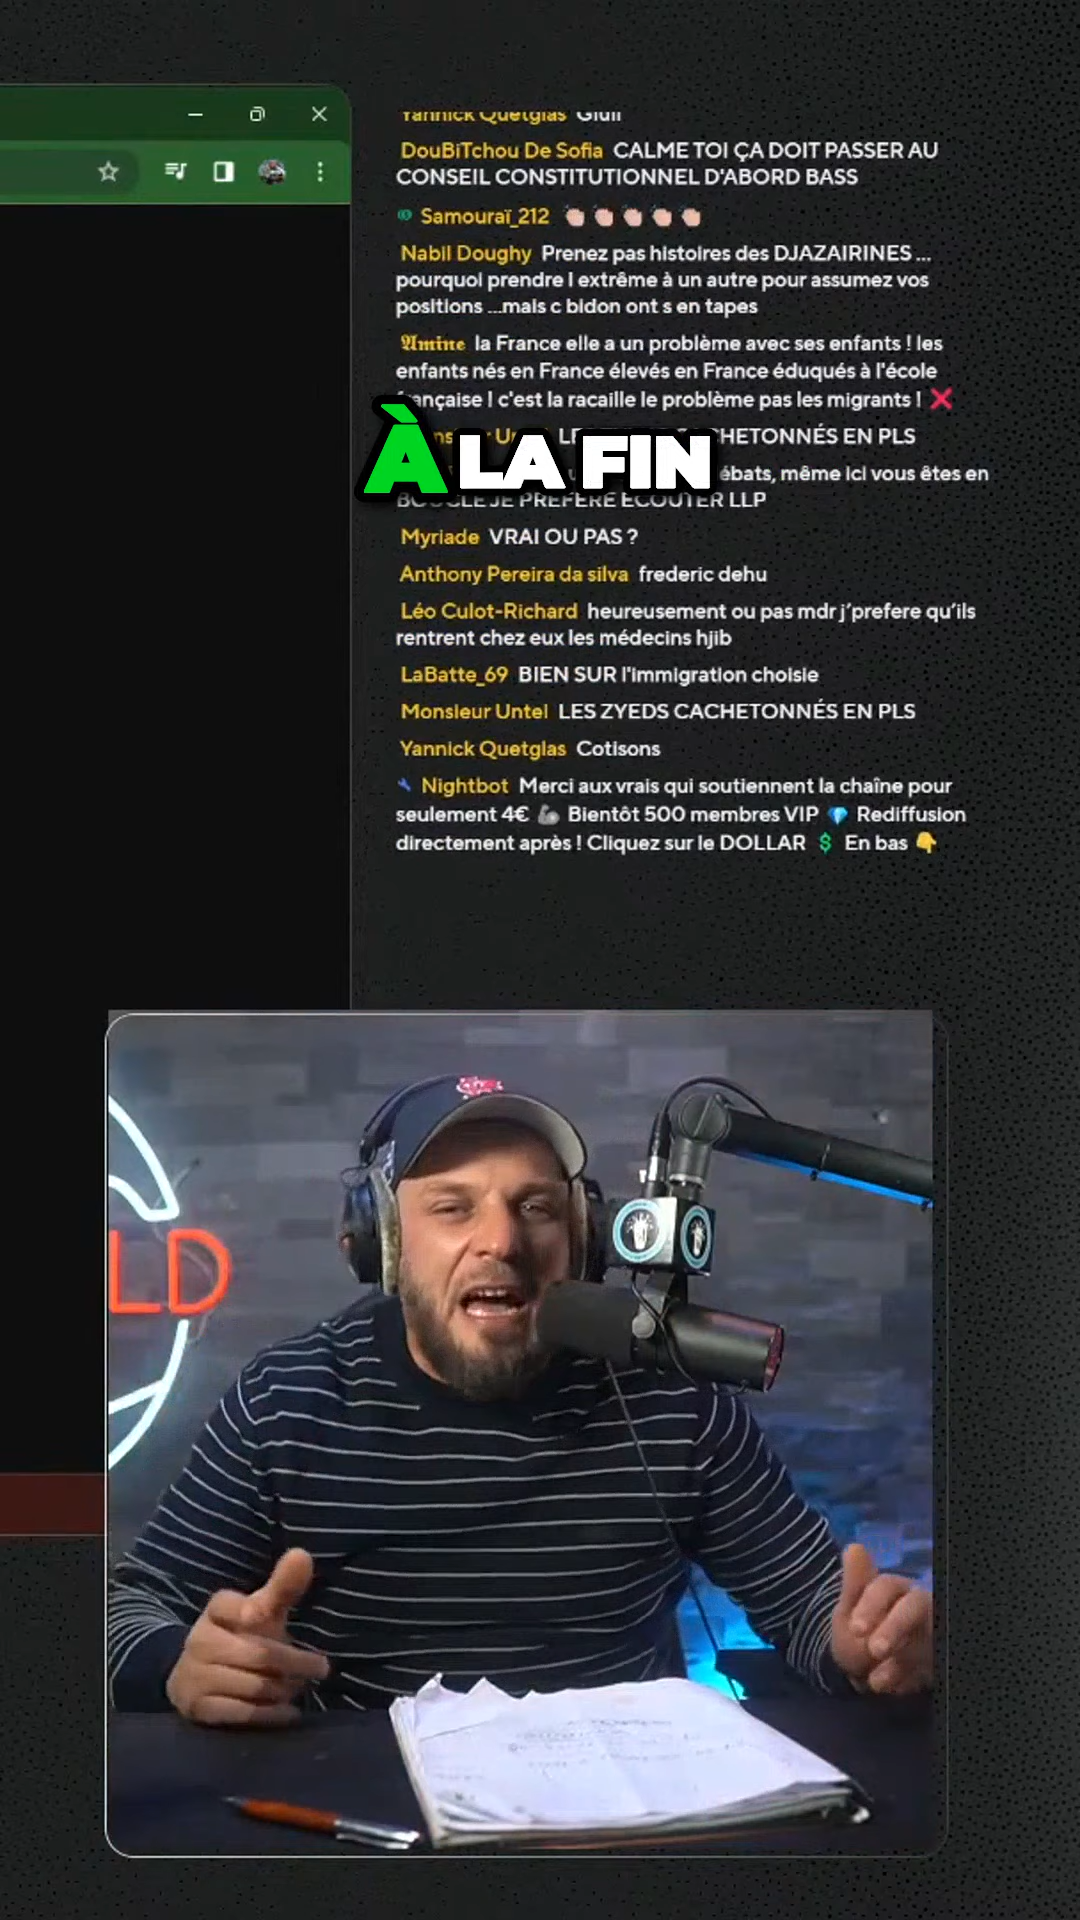 Yannick Quetglas Giuli
DouBiTchou De Sofia CALME TOI ÇA DOIT PASSER AU
CONSEIL CONSTITUTIONNEL D'ABORD BASS
Samouraï_212
Nabil Doughy Prenez pas histoires des DJAZAIRINES ...
pourquoi prendre l extrême à un autre pour assumez vos
positions ...mais c bidon ont s en tapes
Amine la France elle a un problème avec ses enfants ! les
enfants nés en France élevés en France éduqués à l'école
française ! c'est la racaille le problème pas les migrants !
CACHETONNÉS EN PLS
À LA FIN
débats, même ici vous êtes en
BOUCLE JE PREFERE ECOUTER LLP
Myriade VRAI OU PAS ?
Anthony Pereira da silva frederic dehu
Léo Culot-Richard heureusement ou pas mdr j’prefere qu’ils
rentrent chez eux les médecins hjib
LaBatte_69 BIEN SUR l'immigration choisie
Monsieur Untel LES ZYEDS CACHETONNÉS EN PLS
Yannick Quetglas Cotisons
Nightbot Merci aux vrais qui soutiennent la chaîne pour
seulement 4€ Bientôt 500 membres VIP Rediffusion
directement après ! Cliquez sur le DOLLAR En bas
LD